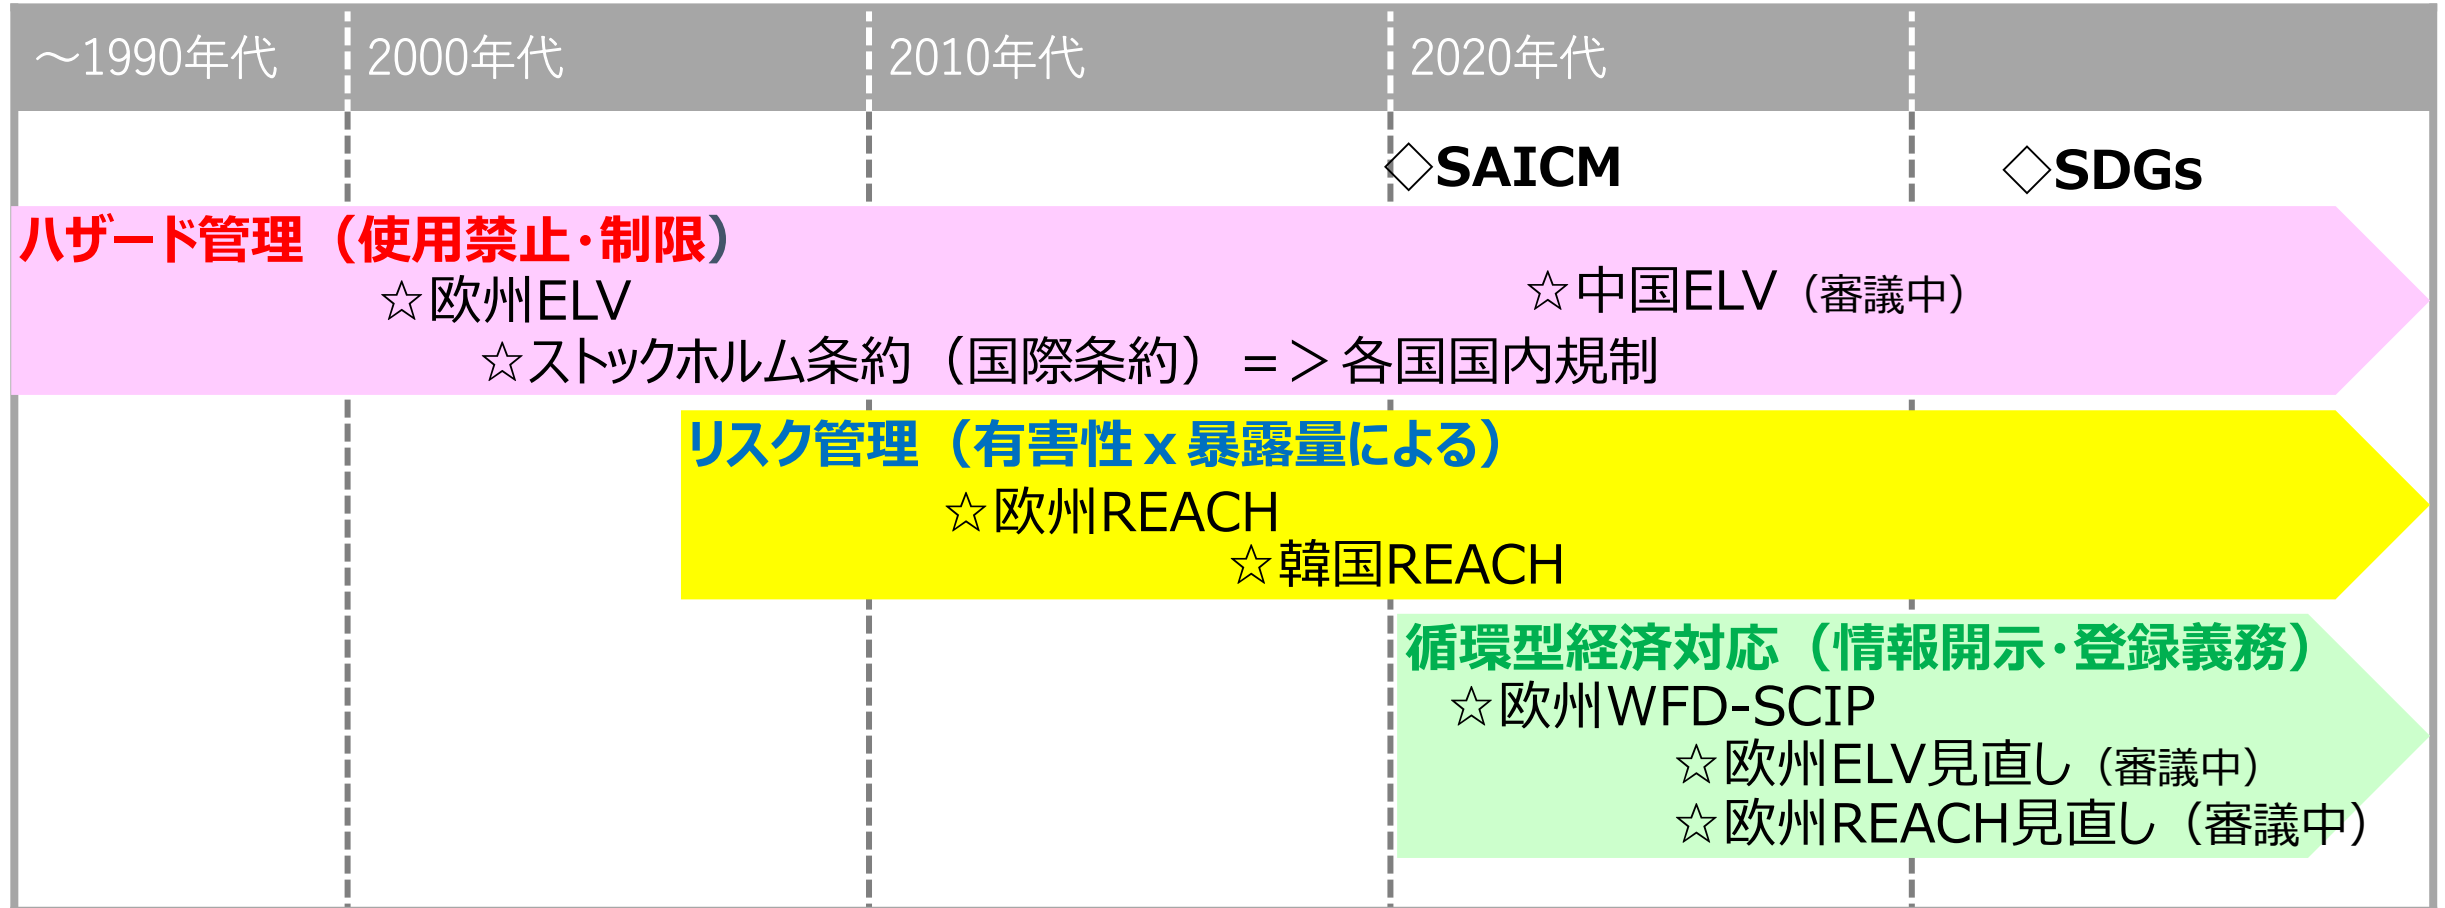 ～1990年代 2000年代 2010年代 2020年代
◇SAICM ◇SDGs
ハザード管理（使用禁止･制限）
☆欧州ELV ☆中国ELV（審議中）
☆ストックホルム条約（国際条約）＝＞各国国内規制
リスク管理（有害性ｘ暴露量による）
☆欧州REACH
☆韓国REACH
循環型経済対応（情報開示･登録義務）
☆欧州WFD-SCIP
☆欧州ELV見直し（審議中）
☆欧州REACH見直し（審議中）